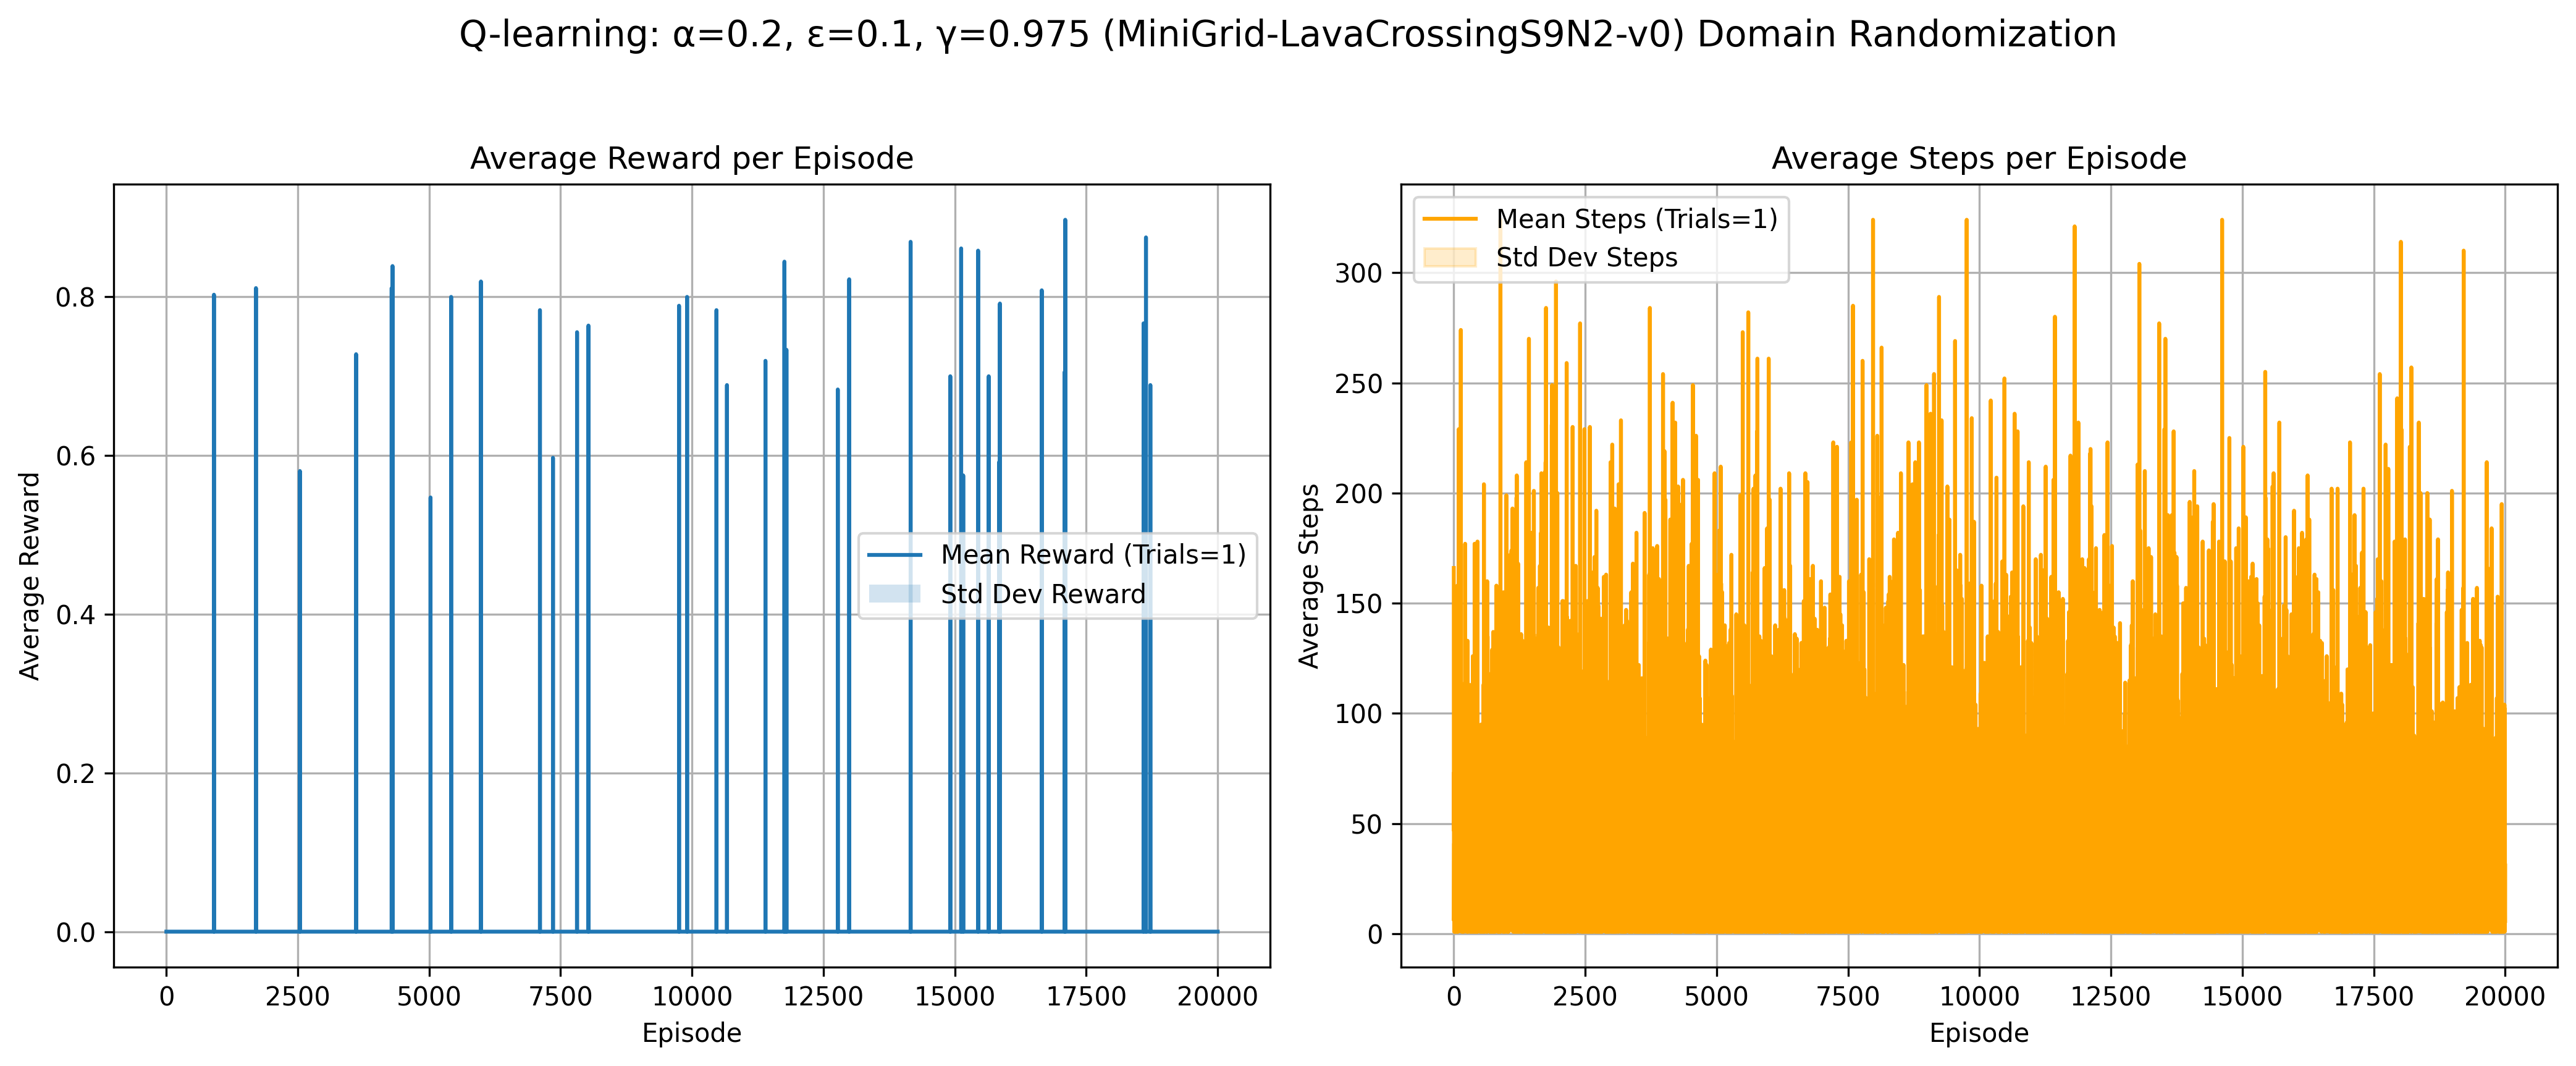 Q-learning: α=0.2, ε=0.1, γ=0.975 (MiniGrid-LavaCrossingS9N2-v0) Domain Randomization
Average Reward per Episode
Average Reward
0.8
0.6
0.4
0.2
0.0
Mean Reward (Trials=1)
Std Dev Reward
0 2500 5000 7500 10000 12500 15000 17500 20000
Episode
Average Steps per Episode
Average Steps
Mean Steps (Trials=1)
Std Dev Steps
300
250
200
150
100
50
0
0 2500 5000 7500 10000 12500 15000 17500 20000
Episode